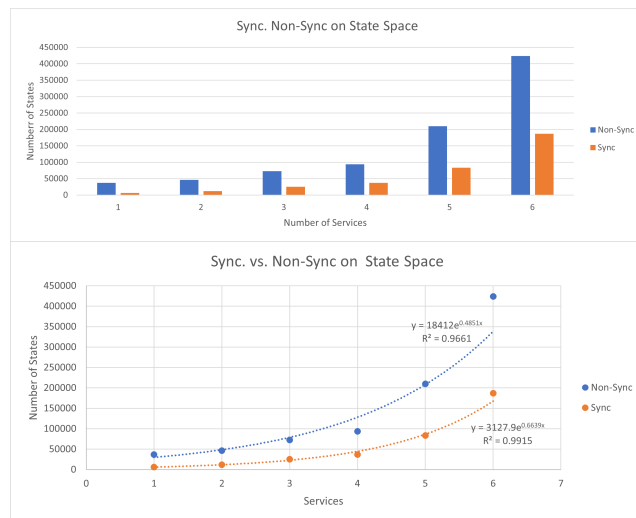 Sync. Non-Sync on State Space
450000
400000
350000
300000
250000
200000
150000
100000
50000
0
Numberr of States
1 2 3 4 5 6
Number of Services
Non-Sync
Sync
Sync. vs. Non-Sync on State Space
450000
400000
350000
300000
250000
200000
150000
100000
50000
0
Number of States
y = 18412e^0.4851x
R² = 0.9661
y = 3127.9e^0.6639x
R² = 0.9915
0 1 2 3 4 5 6 7
Services
Non-Sync
Sync